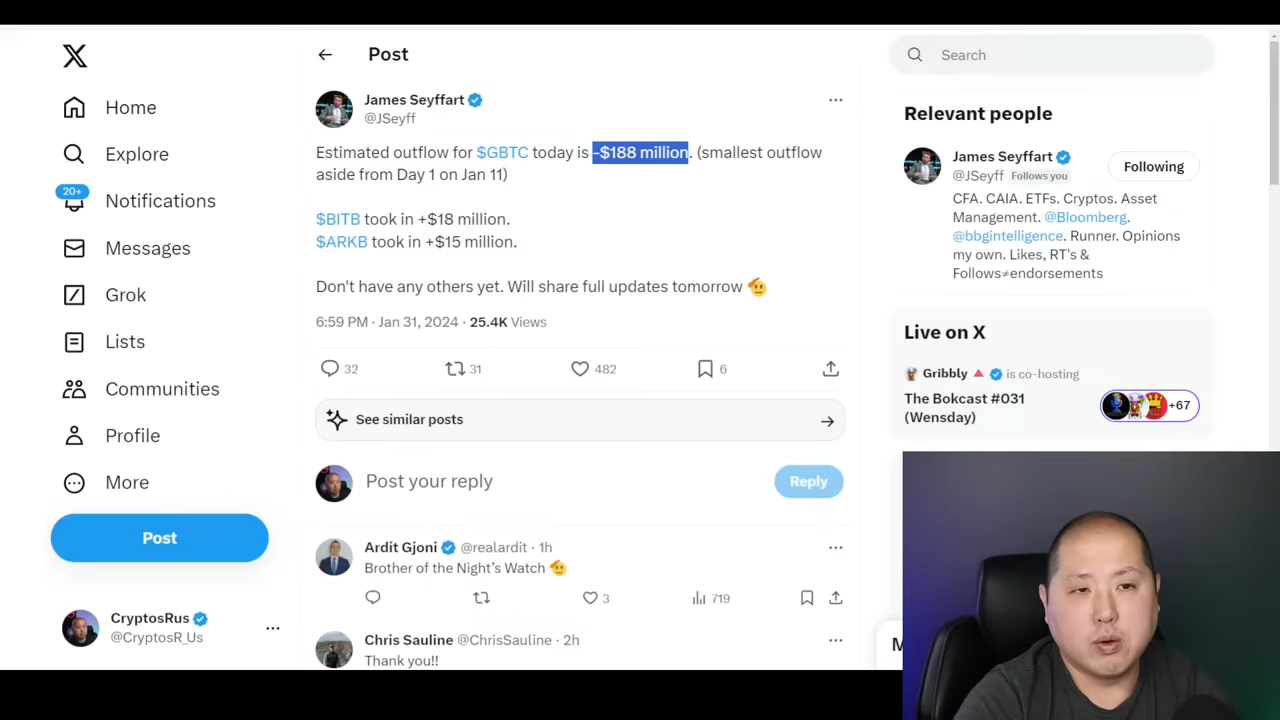 Post
Search
Home
Explore
20+
Notifications
Messages
Grok
Lists
Communities
Profile
More
Post
CryptosRus
@CryptosR_Us
James Seyffart
@JSeyff
Estimated outflow for $GBTC today is -$188 million. (smallest outflow
aside from Day 1 on Jan 11)
$BITB took in +$18 million.
$ARKB took in +$15 million.
Don't have any others yet. Will share full updates tomorrow 🫡
6:59 PM · Jan 31, 2024 · 25.4K Views
32 31 482 6
See similar posts
Post your reply
Reply
Ardit Gjoni @realardit · 1h
Brother of the Night's Watch 🫡
3 719
Chris Sauline @ChrisSauline · 2h
Thank you!!
Relevant people
James Seyffart
@JSeyff Follows you
Following
CFA. CAIA. ETFs. Cryptos. Asset
Management. @Bloomberg.
@bbgintelligence. Runner. Opinions
my own. Likes, RT's &
Follows≠endorsements
Live on X
Gribbly 🔺 is co-hosting
The Bokcast #031
(Wensday)
+67